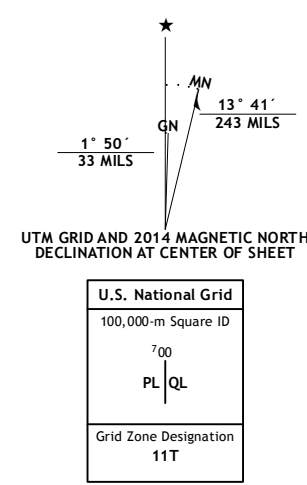 MN
GN
13° 41´
243 MILS
1° 50´
33 MILS
UTM GRID AND 2014 MAGNETIC NORTH
DECLINATION AT CENTER OF SHEET
U.S. National Grid
100,000-m Square ID
⁷00
PL QL
Grid Zone Designation
11T